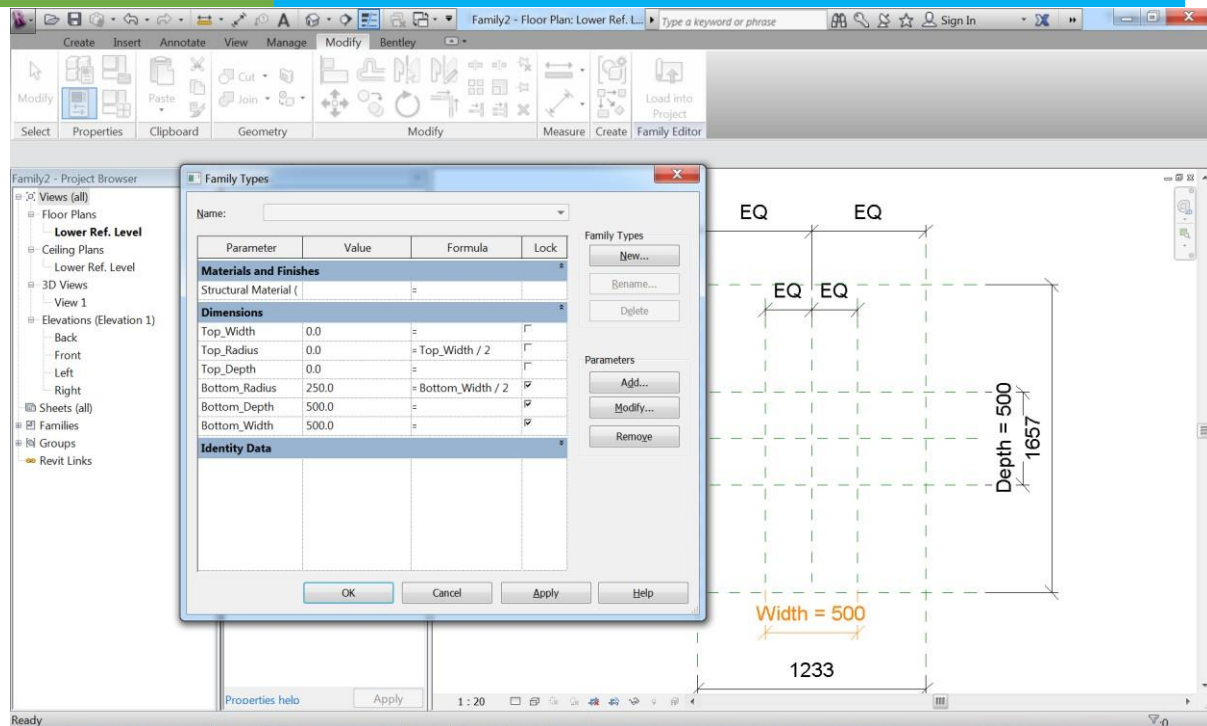 Family2 - Floor Plan: Lower Ref. L...
Type a keyword or phrase
Sign In
Create Insert Annotate View Manage Modify Bentley
Modify
Paste
Cut
Join
Load into
Project
Select Properties Clipboard Geometry Modify Measure Create Family Editor
Family2 - Project Browser
Views (all)
Floor Plans
Lower Ref. Level
Ceiling Plans
Lower Ref. Level
3D Views
View 1
Elevations (Elevation 1)
Back
Front
Left
Right
Sheets (all)
Families
Groups
Revit Links
Family Types
Name:
Parameter Value Formula Lock
Materials and Finishes
Structural Material ( =
Dimensions
Top_Width 0.0 =
Top_Radius 0.0 = Top_Width / 2
Top_Depth 0.0 =
Bottom_Radius 250.0 = Bottom_Width / 2
Bottom_Depth 500.0 =
Bottom_Width 500.0 =
Identity Data
Family Types
New...
Rename...
Delete
Parameters
Add...
Modify...
Remove
OK Cancel Apply Help
EQ EQ
EQ EQ
Depth = 500
1657
Width = 500
1233
Properties help Apply
1 : 20
Ready
:0